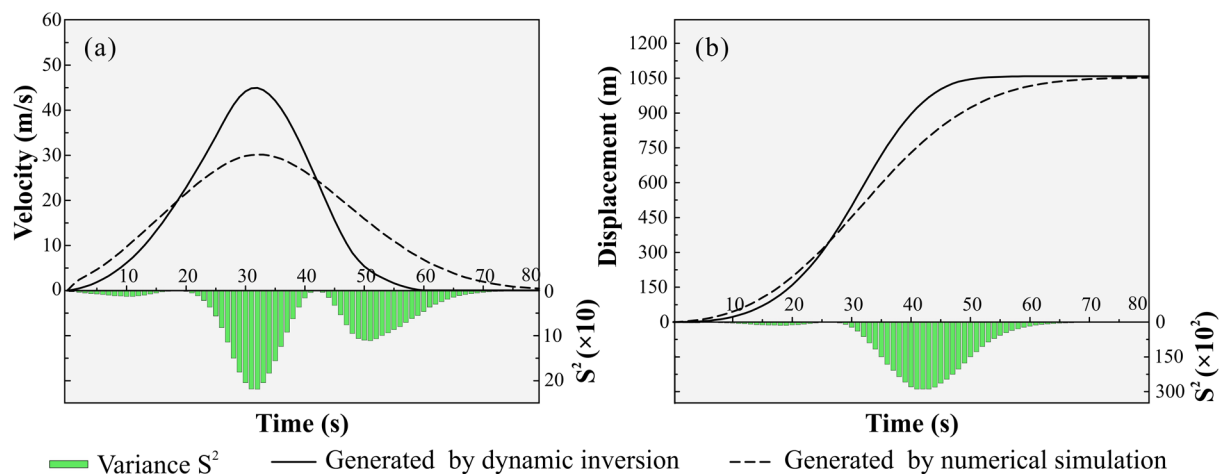 (a)
Velocity (m/s)
60
50
40
30
20
10
0
10 20 30 40 50 60 70 80
0
10
20
S² (×10)
Time (s)
(b)
Displacement (m)
1200
1050
900
750
600
450
300
150
0
10 20 30 40 50 60 70 80
0
150
300
S² (×10²)
Time (s)
Variance S² Generated by dynamic inversion Generated by numerical simulation